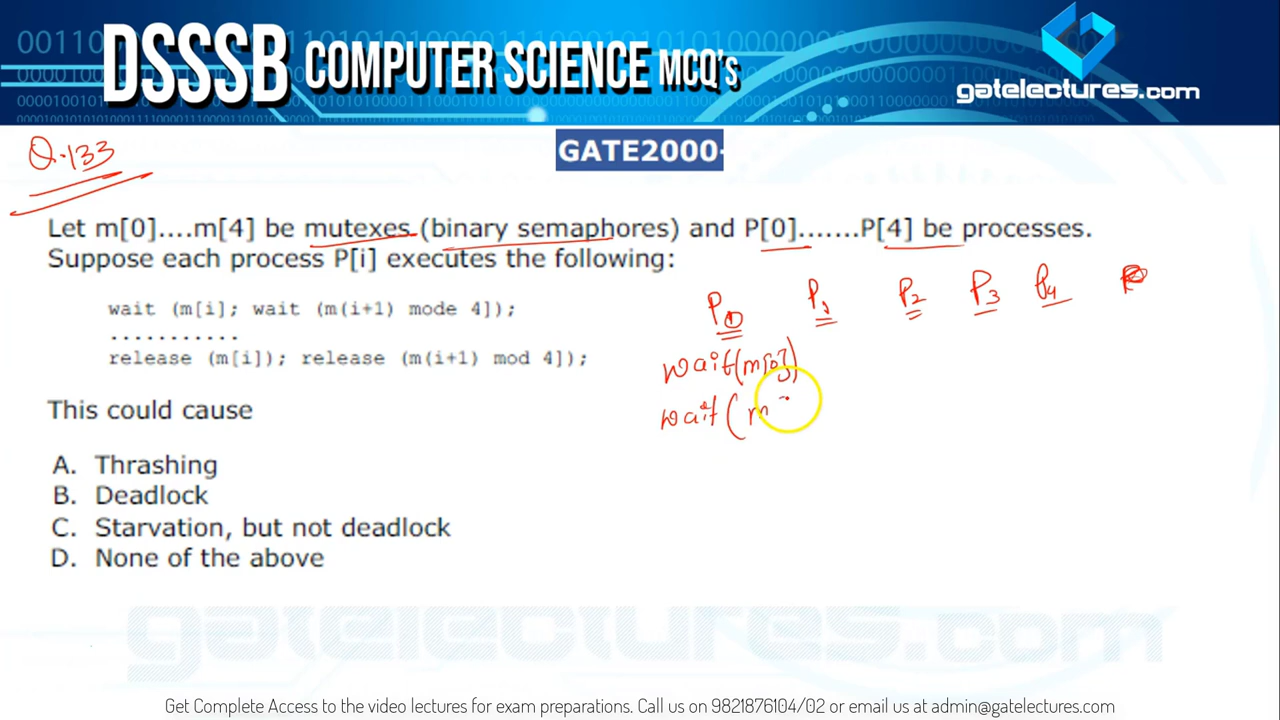 DSSSB COMPUTER SCIENCE MCQ's
gatelectures.com
Q.133
GATE2000
Let m[0]....m[4] be mutexes (binary semaphores) and P[0].......P[4] be processes.
Suppose each process P[i] executes the following:
wait (m[i]; wait (m(i+1) mode 4]);
...........
release (m[i]); release (m(i+1) mod 4]);
P0 P1 P2 P3 P4
wait(m[0])
wait(m
This could cause
A. Thrashing
B. Deadlock
C. Starvation, but not deadlock
D. None of the above
gatelectures.com
Get Complete Access to the video lectures for exam preparations. Call us on 9821876104/02 or email us at admin@gatelectures.com